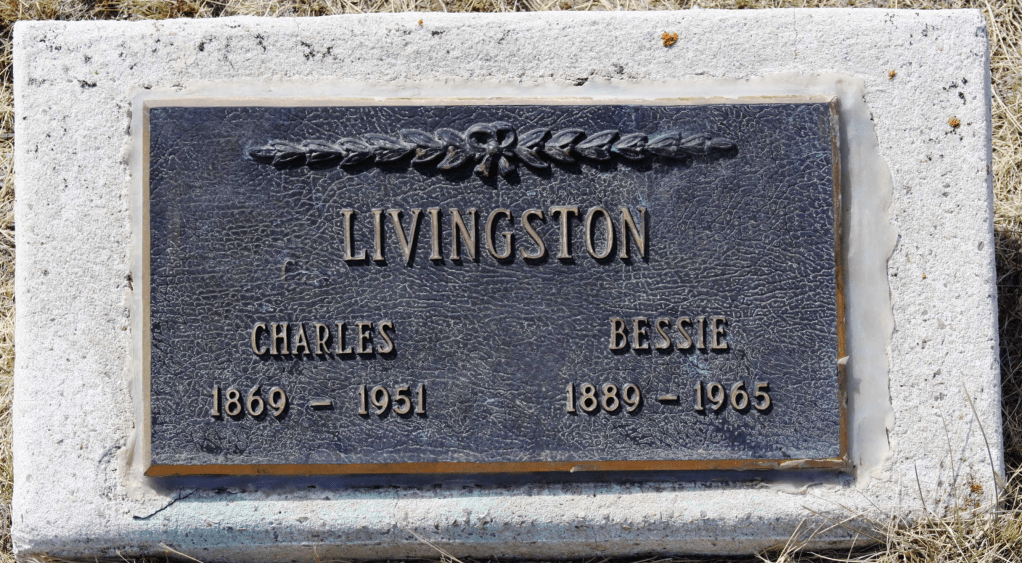 LIVINGSTON
CHARLES BESSIE
1869 - 1951 1889 - 1965